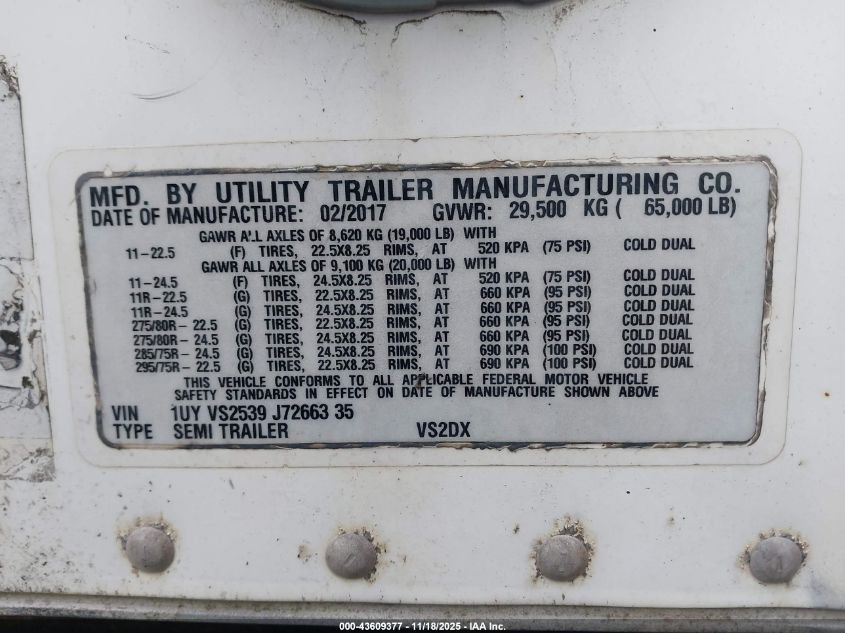 MFD. BY UTILITY TRAILER MANUFACTURING CO.
DATE OF MANUFACTURE: 02/2017 GVWR: 29,500 KG ( 65,000 LB)
GAWR ALL AXLES OF 8,620 KG (19,000 LB) WITH
11-22.5 (F) TIRES, 22.5X8.25 RIMS, AT 520 KPA (75 PSI) COLD DUAL
GAWR ALL AXLES OF 9,100 KG (20,000 LB) WITH
11-24.5 (F) TIRES, 24.5X8.25 RIMS, AT 520 KPA (75 PSI) COLD DUAL
11R-22.5 (G) TIRES, 22.5X8.25 RIMS, AT 660 KPA (95 PSI) COLD DUAL
11R-24.5 (G) TIRES, 24.5X8.25 RIMS, AT 660 KPA (95 PSI) COLD DUAL
275/80R-22.5 (G) TIRES, 22.5X8.25 RIMS, AT 660 KPA (95 PSI) COLD DUAL
275/80R-24.5 (G) TIRES, 24.5X8.25 RIMS, AT 660 KPA (95 PSI) COLD DUAL
285/75R-24.5 (G) TIRES, 24.5X8.25 RIMS, AT 690 KPA (100 PSI) COLD DUAL
295/75R-22.5 (G) TIRES, 22.5X8.25 RIMS, AT 690 KPA (100 PSI) COLD DUAL
THIS VEHICLE CONFORMS TO ALL APPLICABLE FEDERAL MOTOR VEHICLE
SAFETY STANDARDS IN EFFECT ON DATE OF MANUFACTURE SHOWN ABOVE
VIN 1UY VS2539 J72663 35
TYPE SEMI TRAILER VS2DX
000-43609377 - 11/18/2025 - IAA Inc.